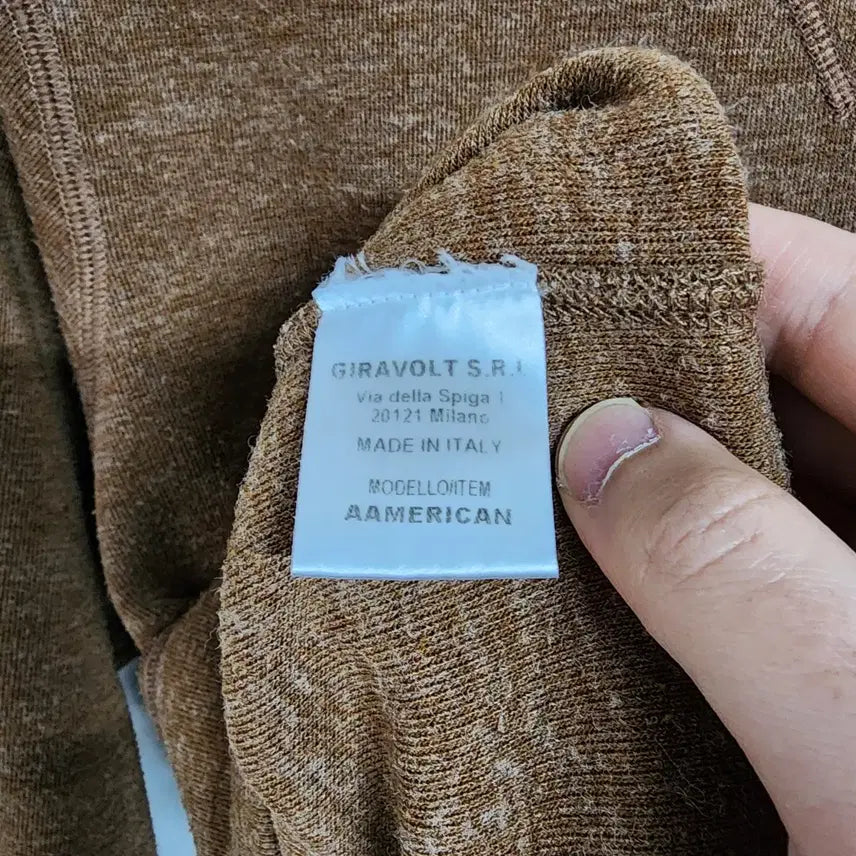 GIRAVOLT S.R.L
Via della Spiga 1
20121 Milano
MADE IN ITALY
MODELLO/ITEM
AAMERICAN